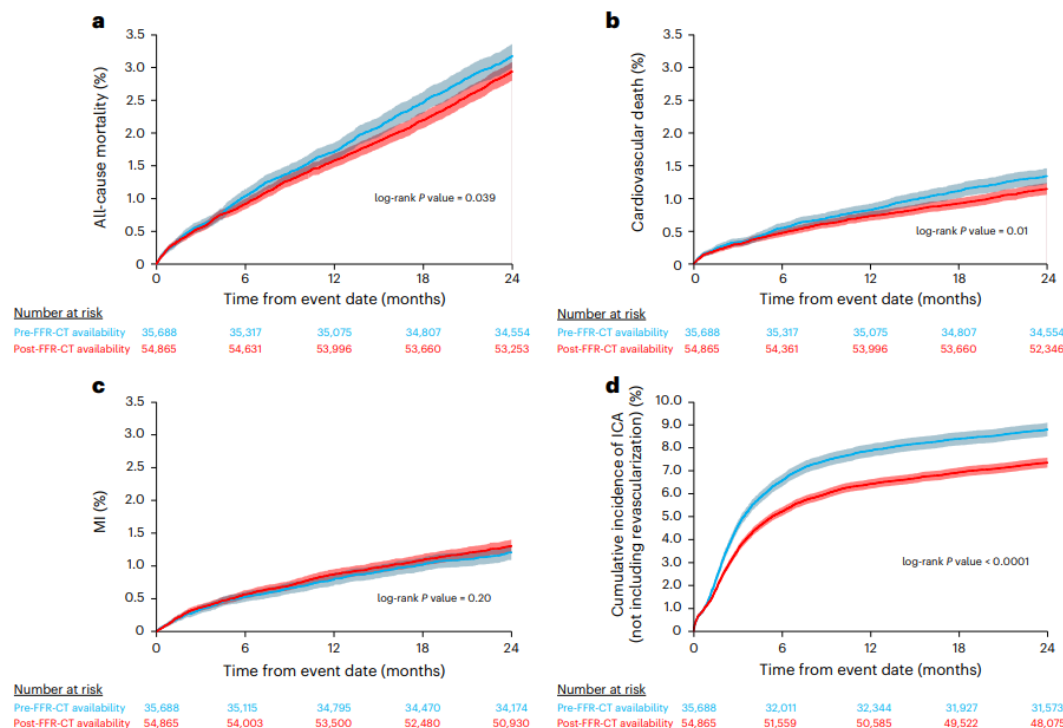 a
All-cause mortality (%)
3.5
3.0
2.5
2.0
1.5
1.0
0.5
0
log-rank P value = 0.039
0 6 12 18 24
Time from event date (months)
Number at risk
Pre-FFR-CT availability 35,688 35,317 35,075 34,807 34,554
Post-FFR-CT availability 54,865 54,631 53,996 53,660 53,253
b
Cardiovascular death (%)
3.5
3.0
2.5
2.0
1.5
1.0
0.5
0
log-rank P value = 0.01
0 6 12 18 24
Time from event date (months)
Number at risk
Pre-FFR-CT availability 35,688 35,317 35,075 34,807 34,554
Post-FFR-CT availability 54,865 54,361 53,996 53,660 52,346
c
MI (%)
3.5
3.0
2.5
2.0
1.5
1.0
0.5
0
log-rank P value = 0.20
0 6 12 18 24
Time from event date (months)
Number at risk
Pre-FFR-CT availability 35,688 35,115 34,795 34,470 34,174
Post-FFR-CT availability 54,865 54,003 53,500 52,480 50,930
d
Cumulative incidence of ICA
(not including revascularization) (%)
10.0
9.0
8.0
7.0
6.0
5.0
4.0
3.0
2.0
1.0
0
log-rank P value < 0.0001
0 6 12 18 24
Time from event date (months)
Number at risk
Pre-FFR-CT availability 35,688 32,011 32,344 31,927
Post-FFR-CT availability 54,865 51,559 50,585 49,522